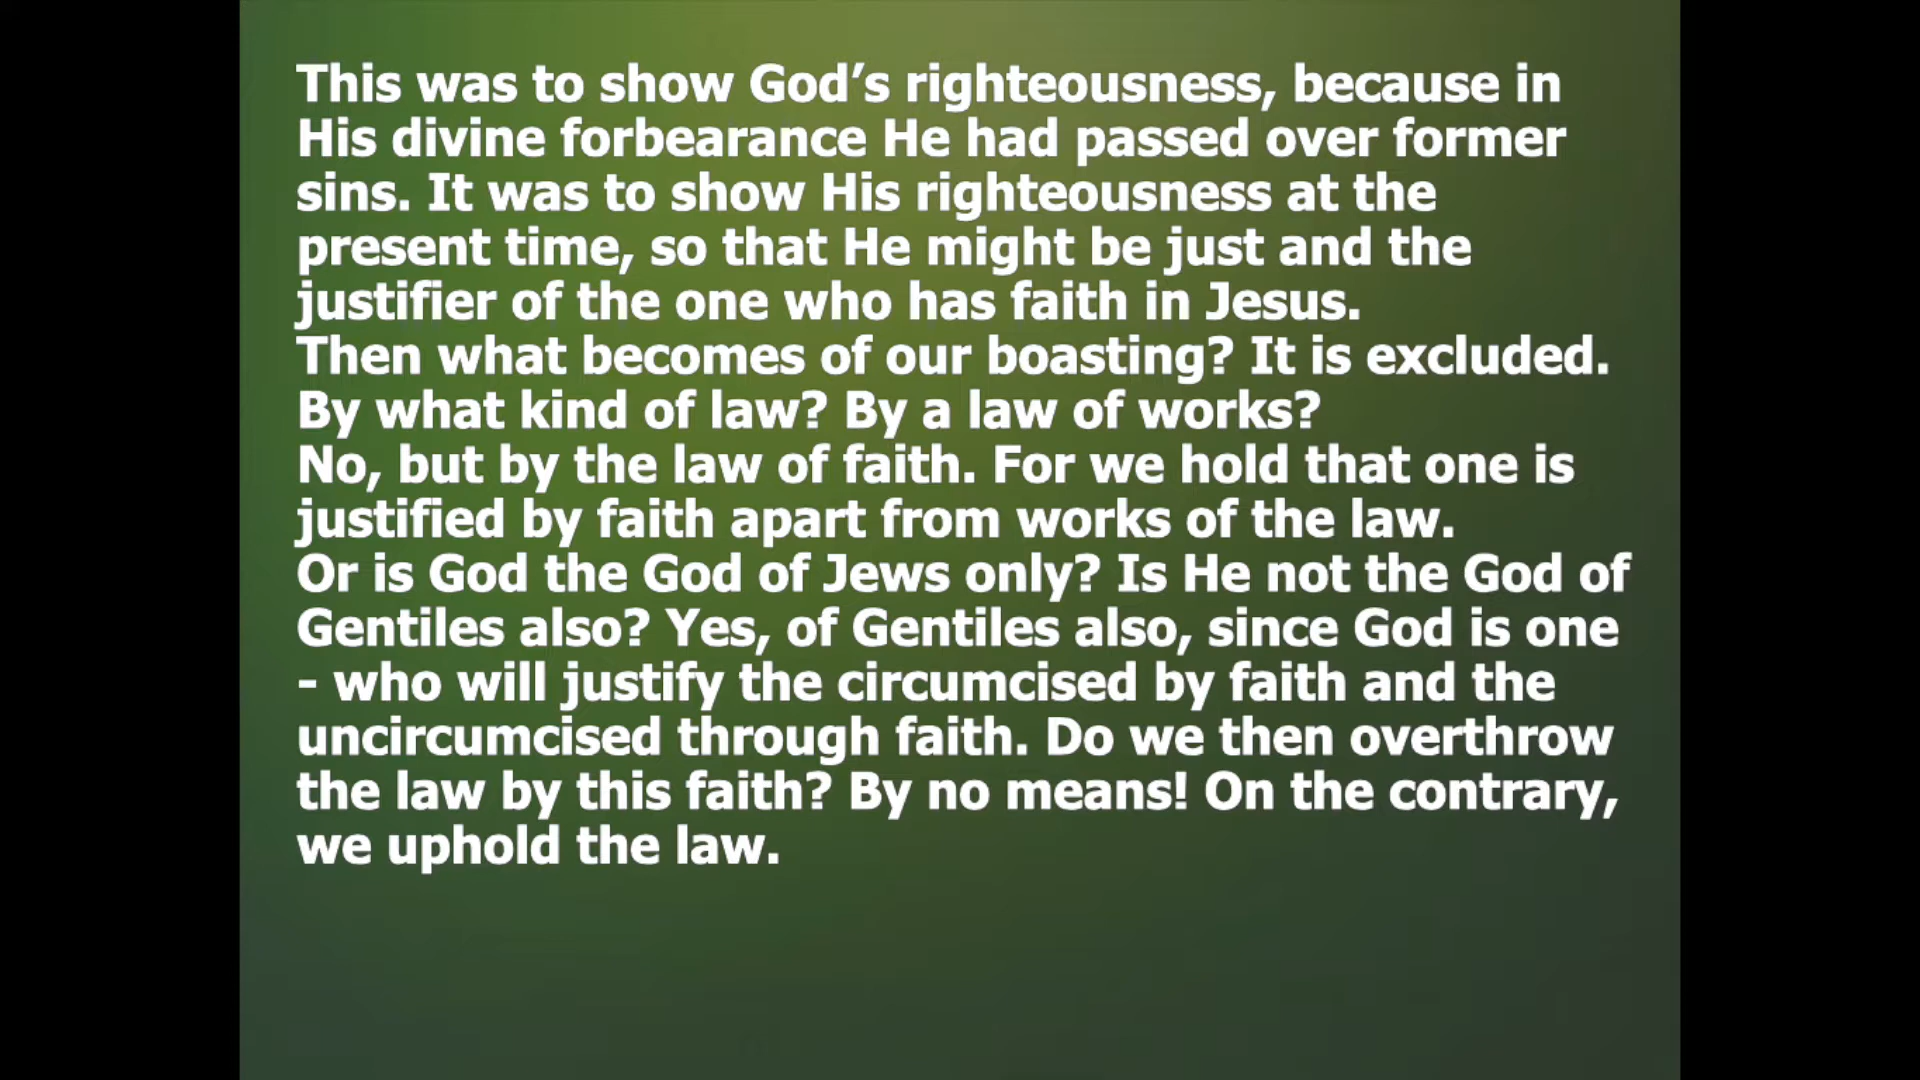 This was to show God’s righteousness, because in
His divine forbearance He had passed over former
sins. It was to show His righteousness at the
present time, so that He might be just and the
justifier of the one who has faith in Jesus.
Then what becomes of our boasting? It is excluded.
By what kind of law? By a law of works?
No, but by the law of faith. For we hold that one is
justified by faith apart from works of the law.
Or is God the God of Jews only? Is He not the God of
Gentiles also? Yes, of Gentiles also, since God is one
- who will justify the circumcised by faith and the
uncircumcised through faith. Do we then overthrow
the law by this faith? By no means! On the contrary,
we uphold the law.